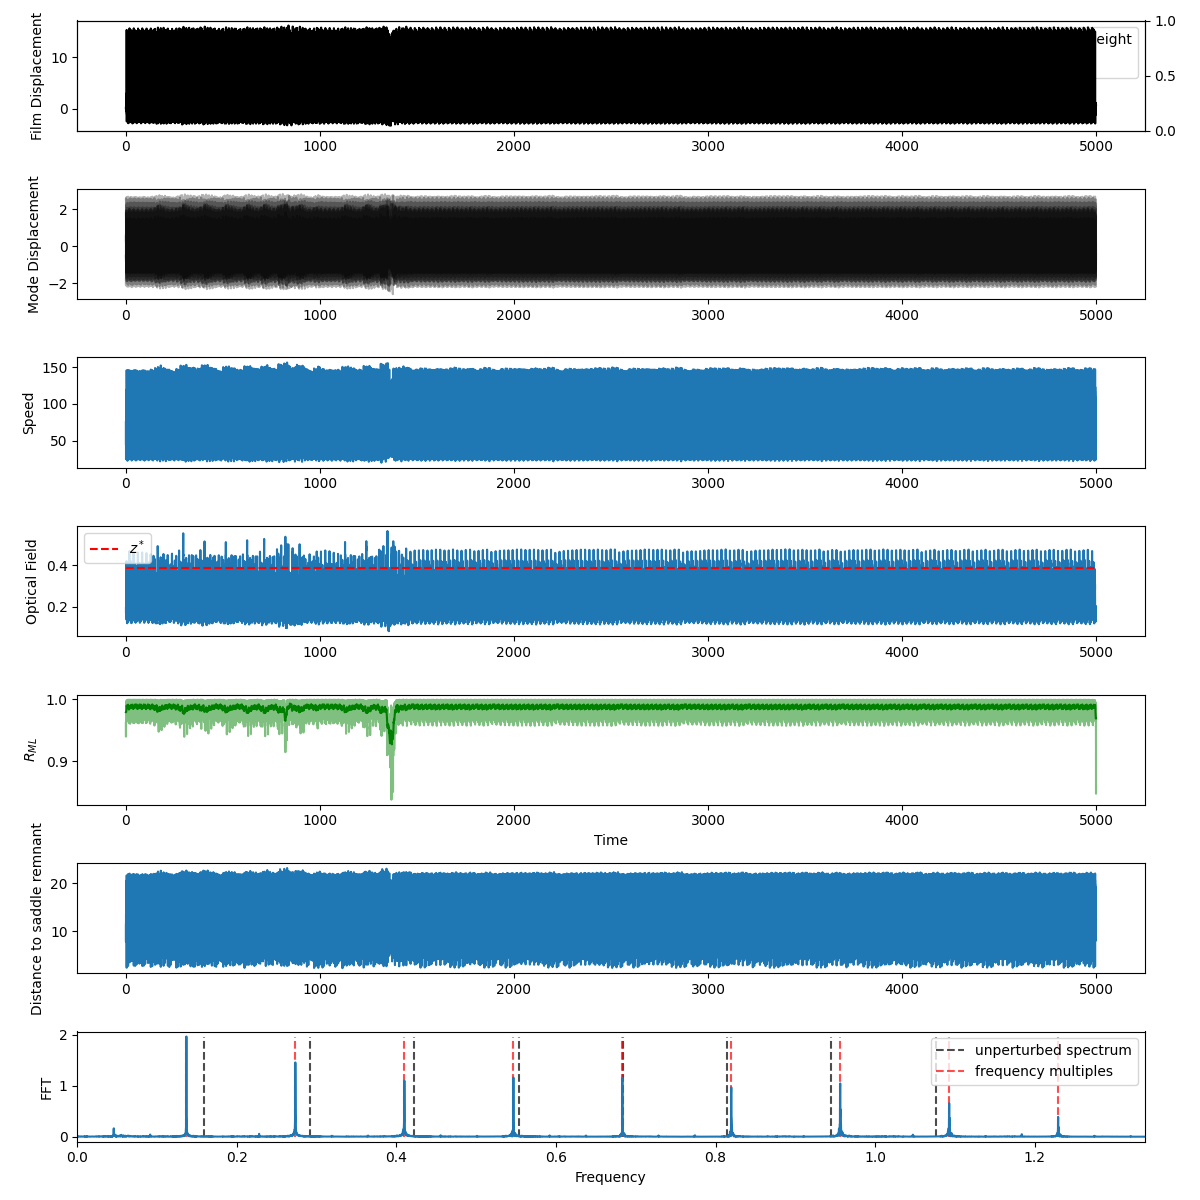 Film Displacement
10
0
eight
1.0
0.5
0.0
0 1000 2000 3000 4000 5000
Mode Displacement
2
0
−2
0 1000 2000 3000 4000 5000
Speed
150
100
50
0 1000 2000 3000 4000 5000
Optical Field
0.4
0.2
z*
0 1000 2000 3000 4000 5000
R_ML
1.0
0.9
0 1000 2000 3000 4000 5000
Time
Distance to saddle remnant
20
10
0 1000 2000 3000 4000 5000
FFT
2
1
0
unperturbed spectrum
frequency multiples
0.0 0.2 0.4 0.6 0.8 1.0 1.2
Frequency